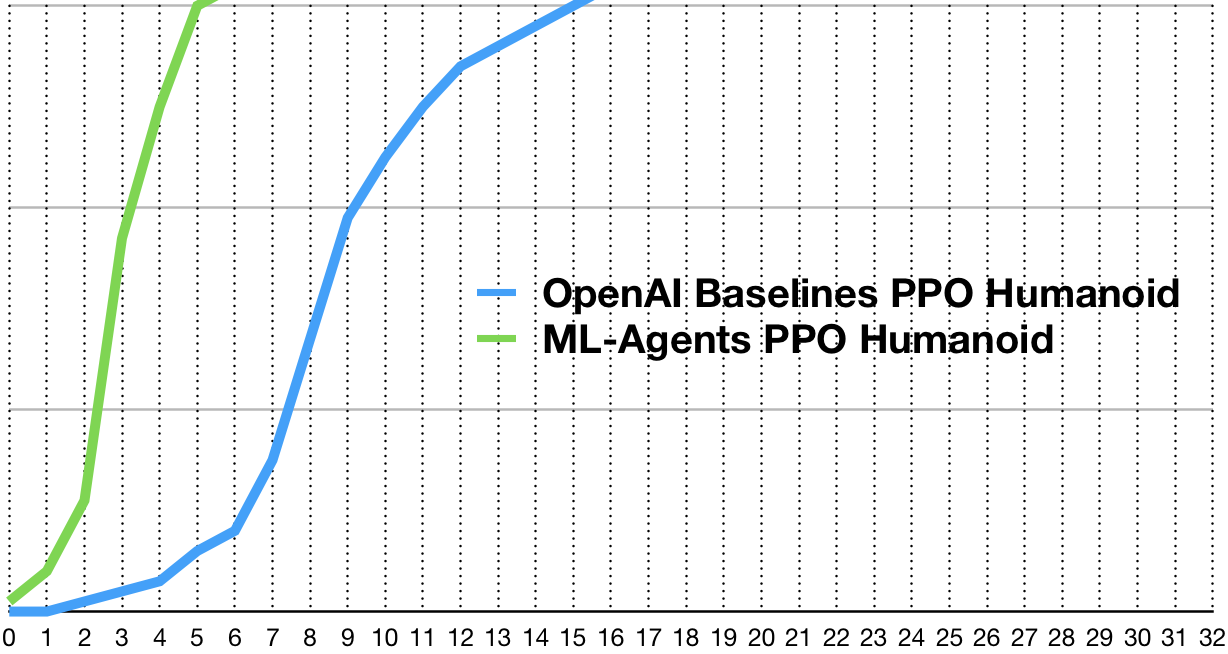 OpenAI Baselines PPO Humanoid
ML-Agents PPO Humanoid
0 1 2 3 4 5 6 7 8 9 10 11 12 13 14 15 16 17 18 19 20 21 22 23 24 25 26 27 28 29 30 31 32